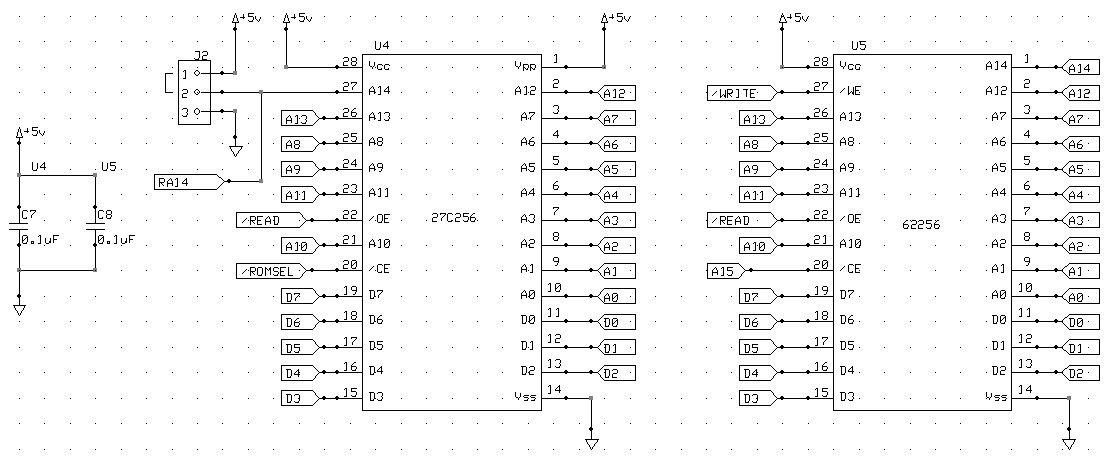 +5v +5v +5v +5v
U4 U5
J2
1
2
3
28 Vcc Vpp 1
27 A14 A12 2 A12
A13 26 A13 A7 3 A7
A8 25 A8 A6 4 A6
A9 24 A9 A5 5 A5
A11 23 A11 A4 6 A4
/READ 22 /OE A3 7 A3
A10 21 A10 A2 8 A2
/ROMSEL 20 /CE A1 9 A1
D7 19 D7 A0 10 A0
D6 18 D6 D0 11 D0
D5 17 D5 D1 12 D1
D4 16 D4 D2 13 D2
D3 15 D3 Vss 14
27C256
RA14
+5v
U4 U5
C7 C8
0.1uF 0.1uF
28 Vcc A14 1 A14
/WRITE 27 /WE A12 2 A12
A13 26 A13 A7 3 A7
A8 25 A8 A6 4 A6
A9 24 A9 A5 5 A5
A11 23 A11 A4 6 A4
/READ 22 /OE A3 7 A3
A10 21 A10 A2 8 A2
A15 20 /CE A1 9 A1
D7 19 D7 A0 10 A0
D6 18 D6 D0 11 D0
D5 17 D5 D1 12 D1
D4 16 D4 D2 13 D2
D3 15 D3 Vss 14
62256